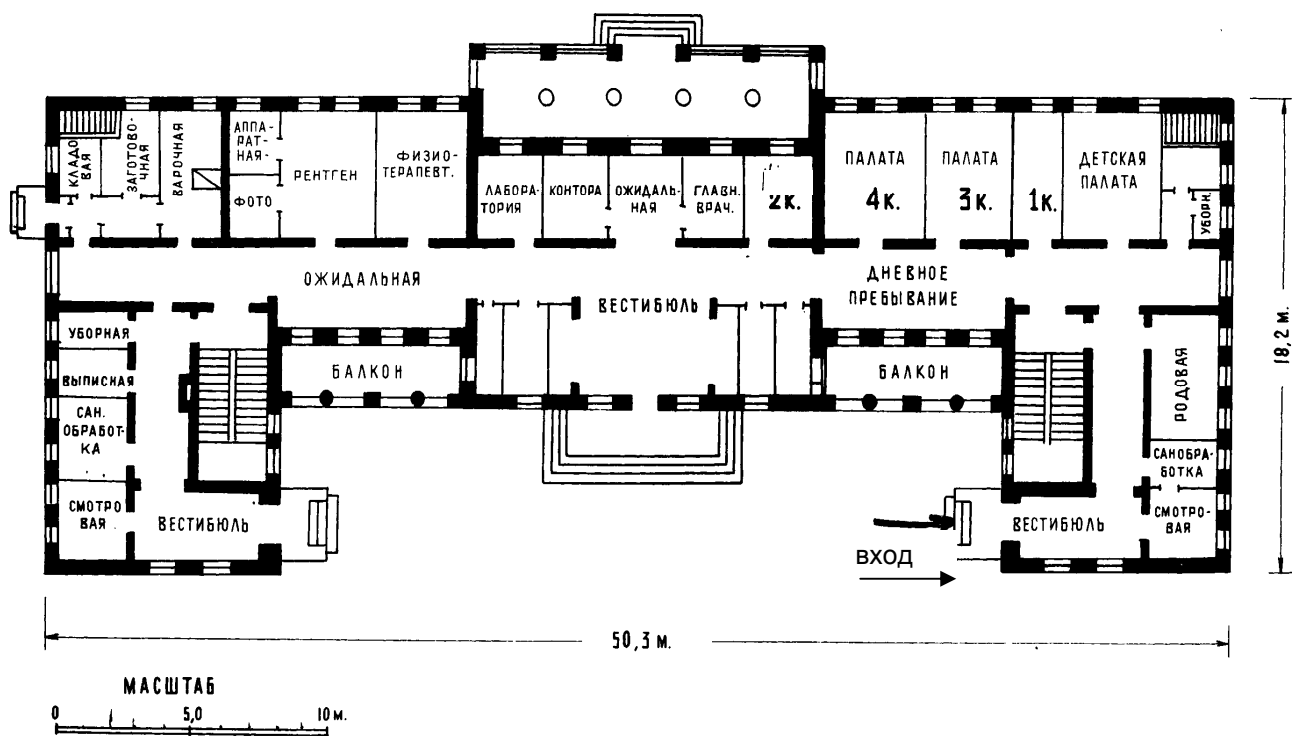 КЛАДО
ВАЯ
ЗАГОТОВО-
ЧНАЯ
ВАРОЧНАЯ
АППА-
РАТ-
НАЯ-
ФОТО
РЕНТГЕН
ФИЗИО-
ТЕРАПЕВТ.
ЛАБОРА-
ТОРИЯ
КОНТОРА
ОЖИДАЛЬ-
НАЯ
ГЛАВН.
ВРАЧ.
2К.
ПАЛАТА
4К.
ПАЛАТА
3К.
1К.
ДЕТСКАЯ
ПАЛАТА
УБОРН.
ОЖИДАЛЬНАЯ
ВЕСТИБЮЛЬ
ДНЕВНОЕ
ПРЕБЫВАНИЕ
УБОРНАЯ
ВЫПИСНАЯ
САН.
ОБРАБОТ-
КА
СМОТРО
ВАЯ
ВЕСТИБЮЛЬ
БАЛКОН
БАЛКОН
РОДОВАЯ
САНОБРА-
БОТКА
СМОТРО-
ВАЯ
ВЕСТИБЮЛЬ
ВХОД
18,2 М.
50,3 М.
МАСШТАБ
0 5,0 10 М.